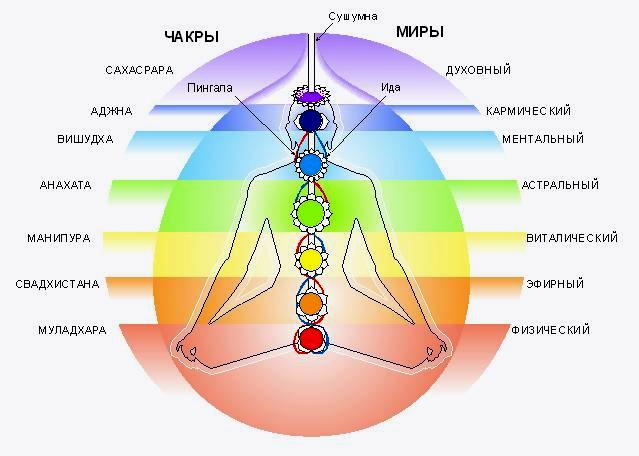 Сушумна
ЧАКРЫ
МИРЫ
САХАСРАРА
ДУХОВНЫЙ
Пингала
Ида
АДЖНА
КАРМИЧЕСКИЙ
ВИШУДХА
МЕНТАЛЬНЫЙ
АНАХАТА
АСТРАЛЬНЫЙ
МАНИПУРА
ВИТАЛИЧЕСКИЙ
СВАДХИСТАНА
ЭФИРНЫЙ
МУЛАДХАРА
ФИЗИЧЕСКИЙ